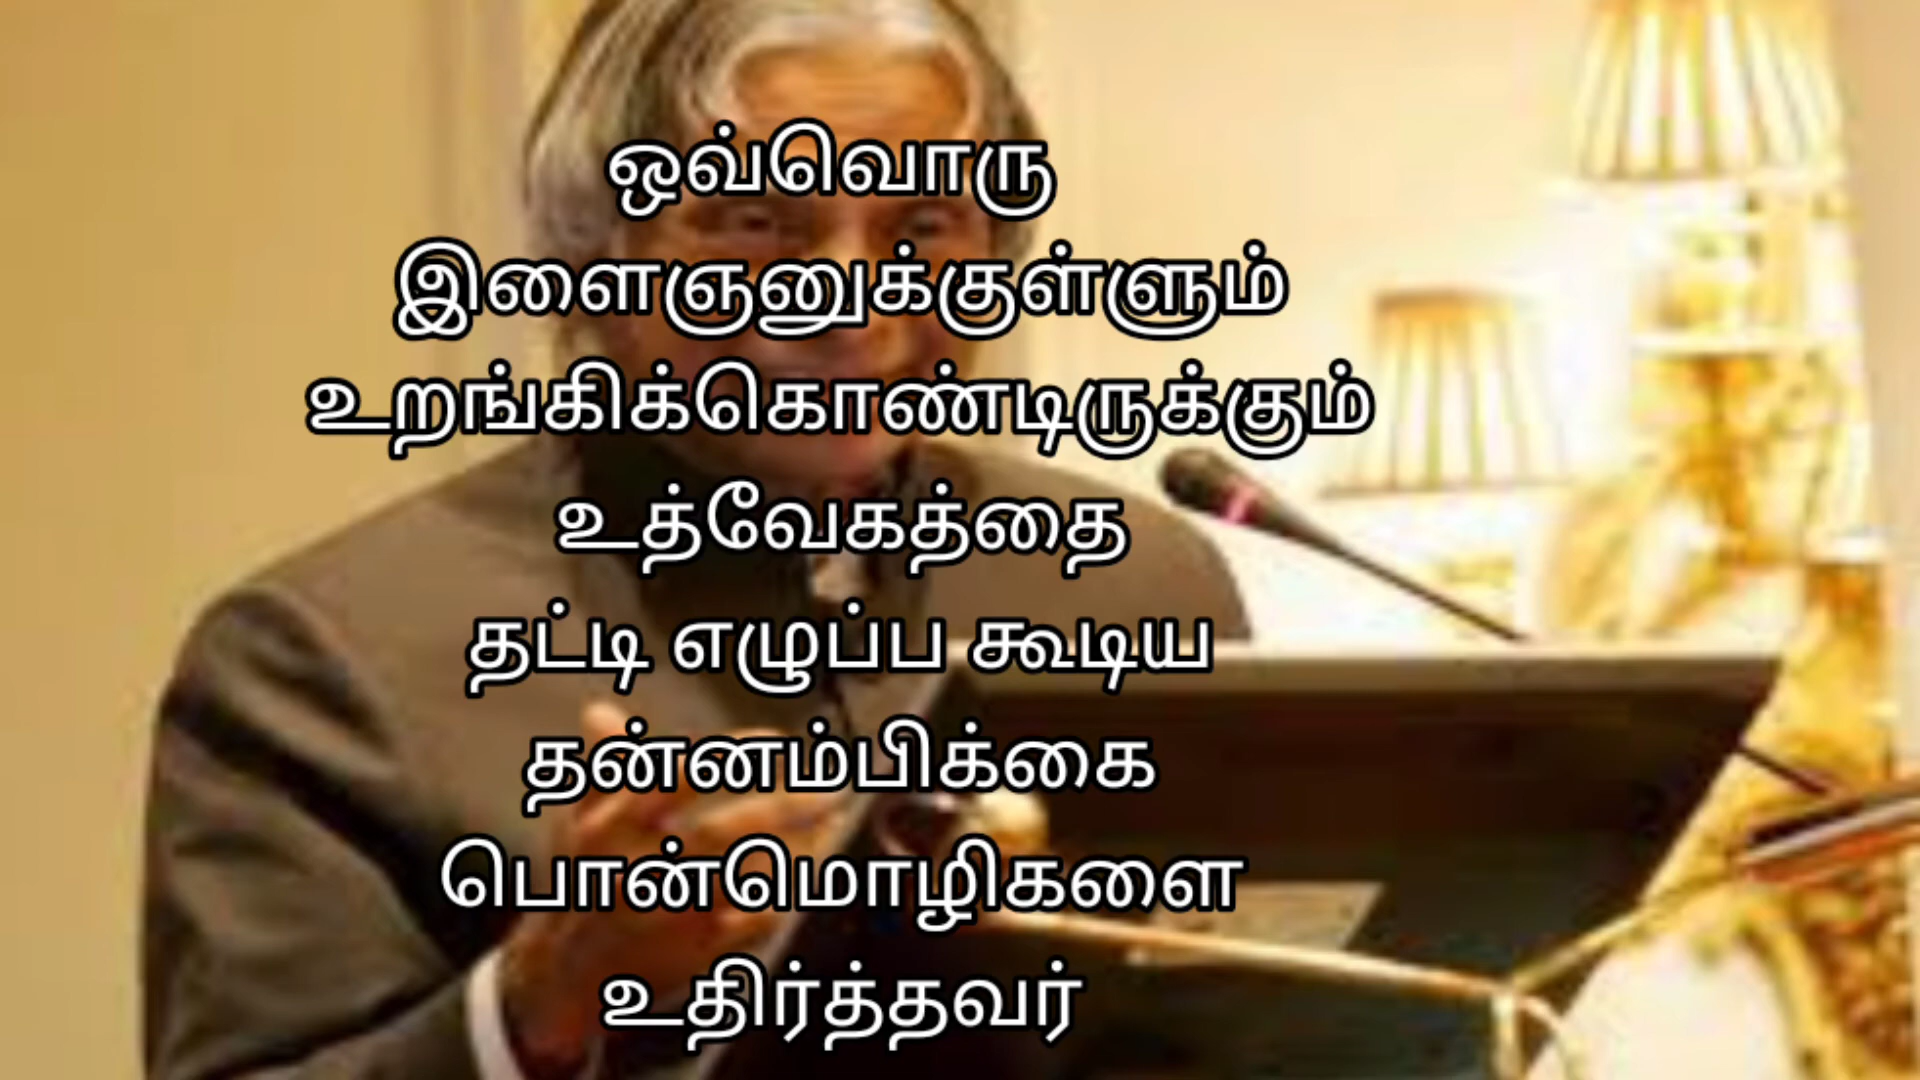 ஒவ்வொரு
இளைஞனுக்குள்ளும்
உறங்கிக்கொண்டிருக்கும்
உத்வேகத்தை
தட்டி எழுப்ப கூடிய
தன்னம்பிக்கை
பொன்மொழிகளை
உதிர்த்தவர்